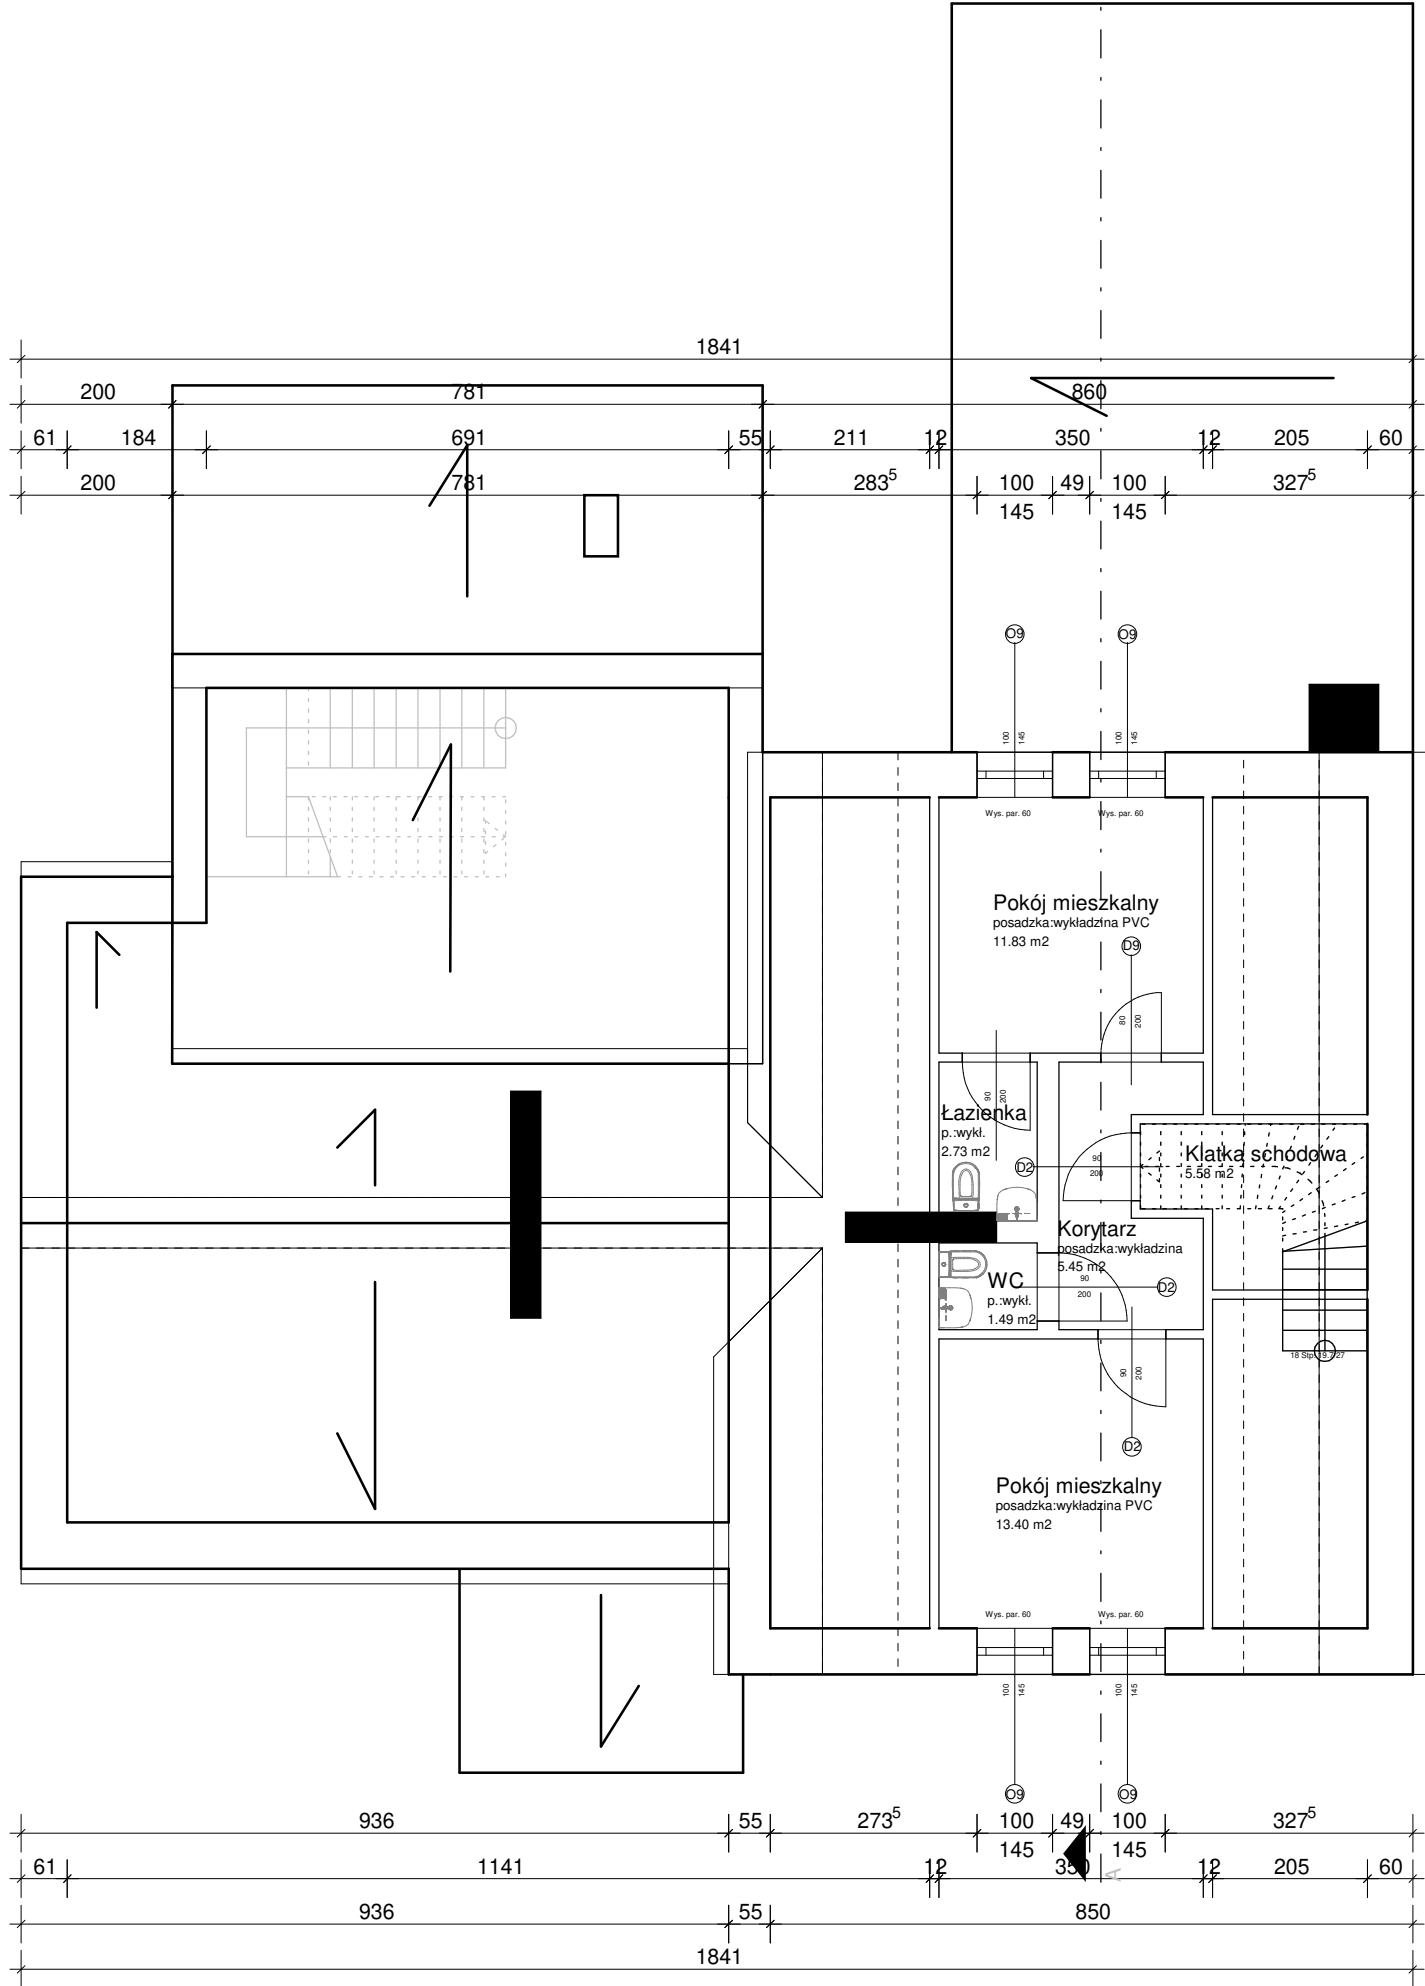 1841
200 781 860
61 184 691 55 211 12 350 12 205 60
200 781 283⁵ 100 49 100 327⁵
145 145
O9 O9
100 145 100 145
Wys. par. 60 Wys. par. 60
Pokój mieszkalny
posadzka:wykładzina PVC
11.83 m2
D9
80 200
90 200
Łazienka
p.:wykł.
2.73 m2
D2
90
200
Klatka schodowa
5.58 m2
Korytarz
posadzka:wykładzina
5.45 m2
WC
p.:wykł.
1.49 m2
90
200
D2
18 Stp. 19.7/27
90 200
D2
Pokój mieszkalny
posadzka:wykładzina PVC
13.40 m2
Wys. par. 60 Wys. par. 60
100 145 100 145
O9 O9
936 55 273⁵ 100 49 100 327⁵
145 145
61 1141 12 350 12 205 60
A
936 55 850
1841